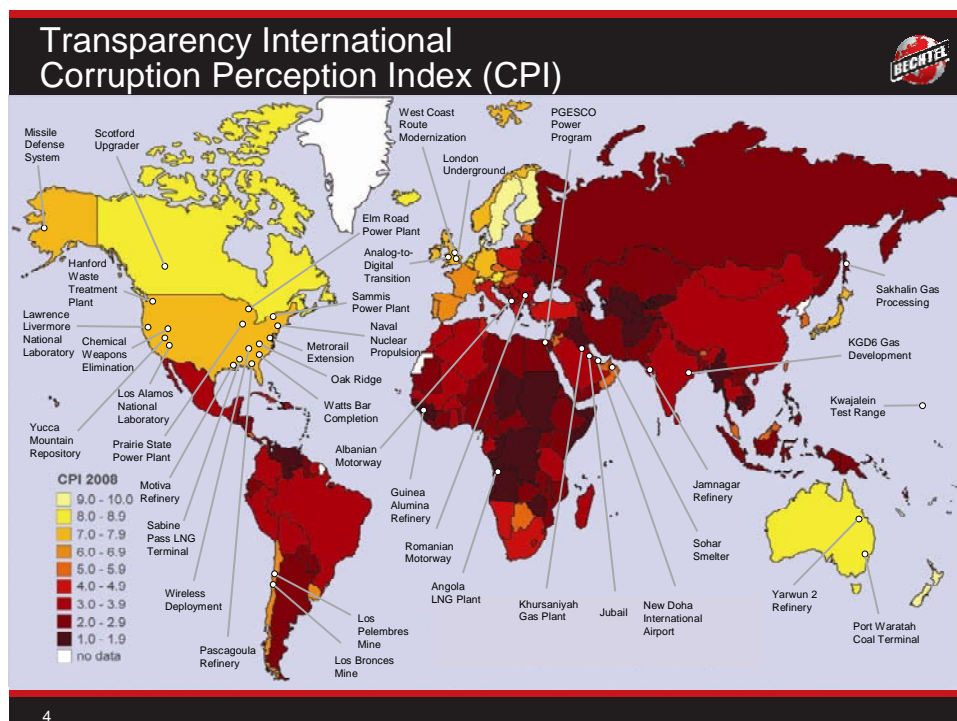 Transparency International
Corruption Perception Index (CPI)
BECHTEL
Missile
Defense
System
Scotford
Upgrader
West Coast
Route
Modernization
PGESCO
Power
Program
London
Underground
Elm Road
Power Plant
Analog-to-
Digital
Transition
Hanford
Waste
Treatment
Plant
Sammis
Power Plant
Sakhalin Gas
Processing
Lawrence
Livermore
National
Laboratory
Chemical
Weapons
Elimination
Metrorail
Extension
Naval
Nuclear
Propulsion
KGD6 Gas
Development
Oak Ridge
Los Alamos
National
Laboratory
Watts Bar
Completion
Kwajalein
Test Range
Yucca
Mountain
Repository
Prairie State
Power Plant
Albanian
Motorway
CPI 2008
9.0 - 10.0
8.0 - 8.9
7.0 - 7.9
6.0 - 6.9
5.0 - 5.9
4.0 - 4.9
3.0 - 3.9
2.0 - 2.9
1.0 - 1.9
no data
Motiva
Refinery
Guinea
Alumina
Refinery
Jamnagar
Refinery
Sabine
Pass LNG
Terminal
Romanian
Motorway
Sohar
Smelter
Wireless
Deployment
Angola
LNG Plant
Khursaniyah
Gas Plant
Jubail
New Doha
International
Airport
Yarwun 2
Refinery
Los
Pelembres
Mine
Port Waratah
Coal Terminal
Pascagoula
Refinery
Los Bronces
Mine
4